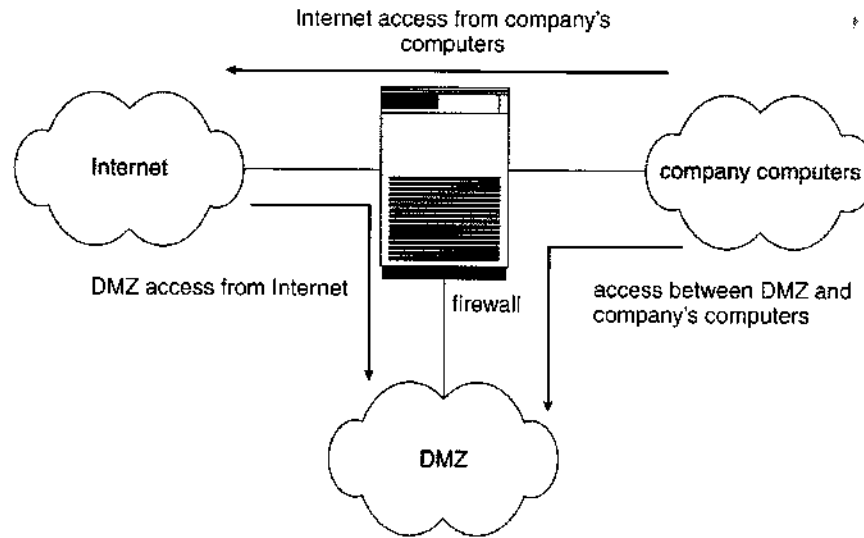 Internet access from company's
computers
Internet
company computers
DMZ access from Internet
firewall
access between DMZ and
company's computers
DMZ